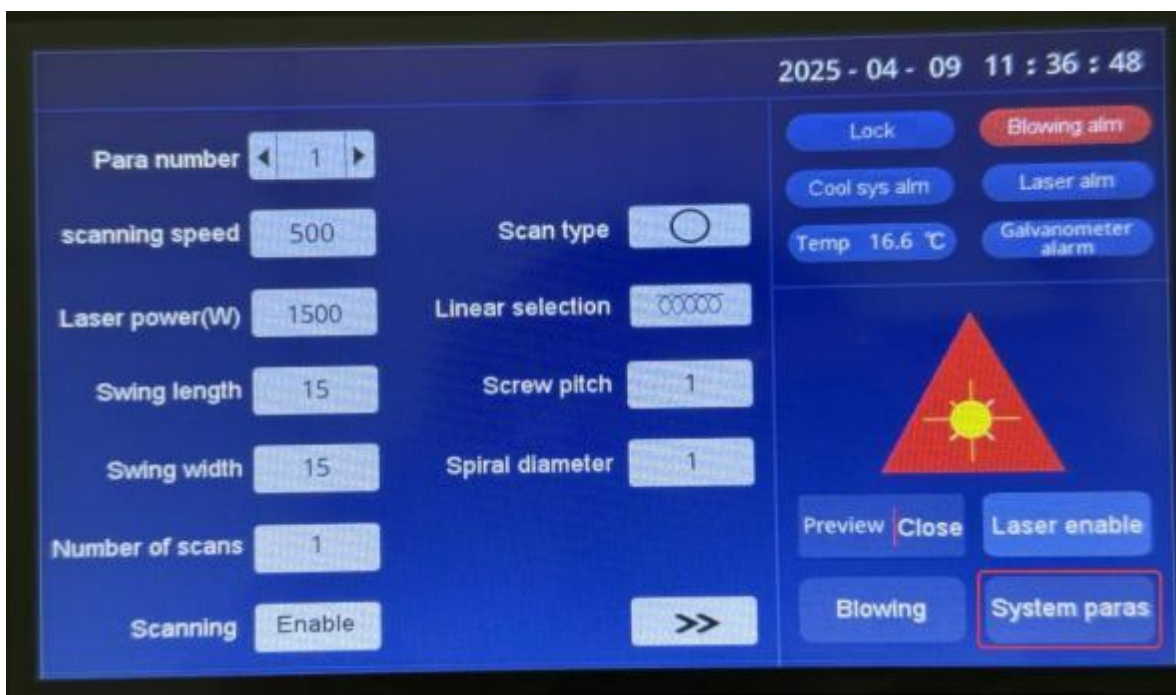 2025 - 04 - 09 11 : 36 : 48
Para number 1
scanning speed 500
Laser power(W) 1500
Swing length 15
Swing width 15
Number of scans 1
Scanning Enable
Scan type
Linear selection
Screw pitch 1
Spiral diameter 1
>>
Lock
Blowing alm
Cool sys alm
Laser alm
Temp 16.6 ℃
Galvanometer
alarm
Preview Close
Laser enable
Blowing
System paras